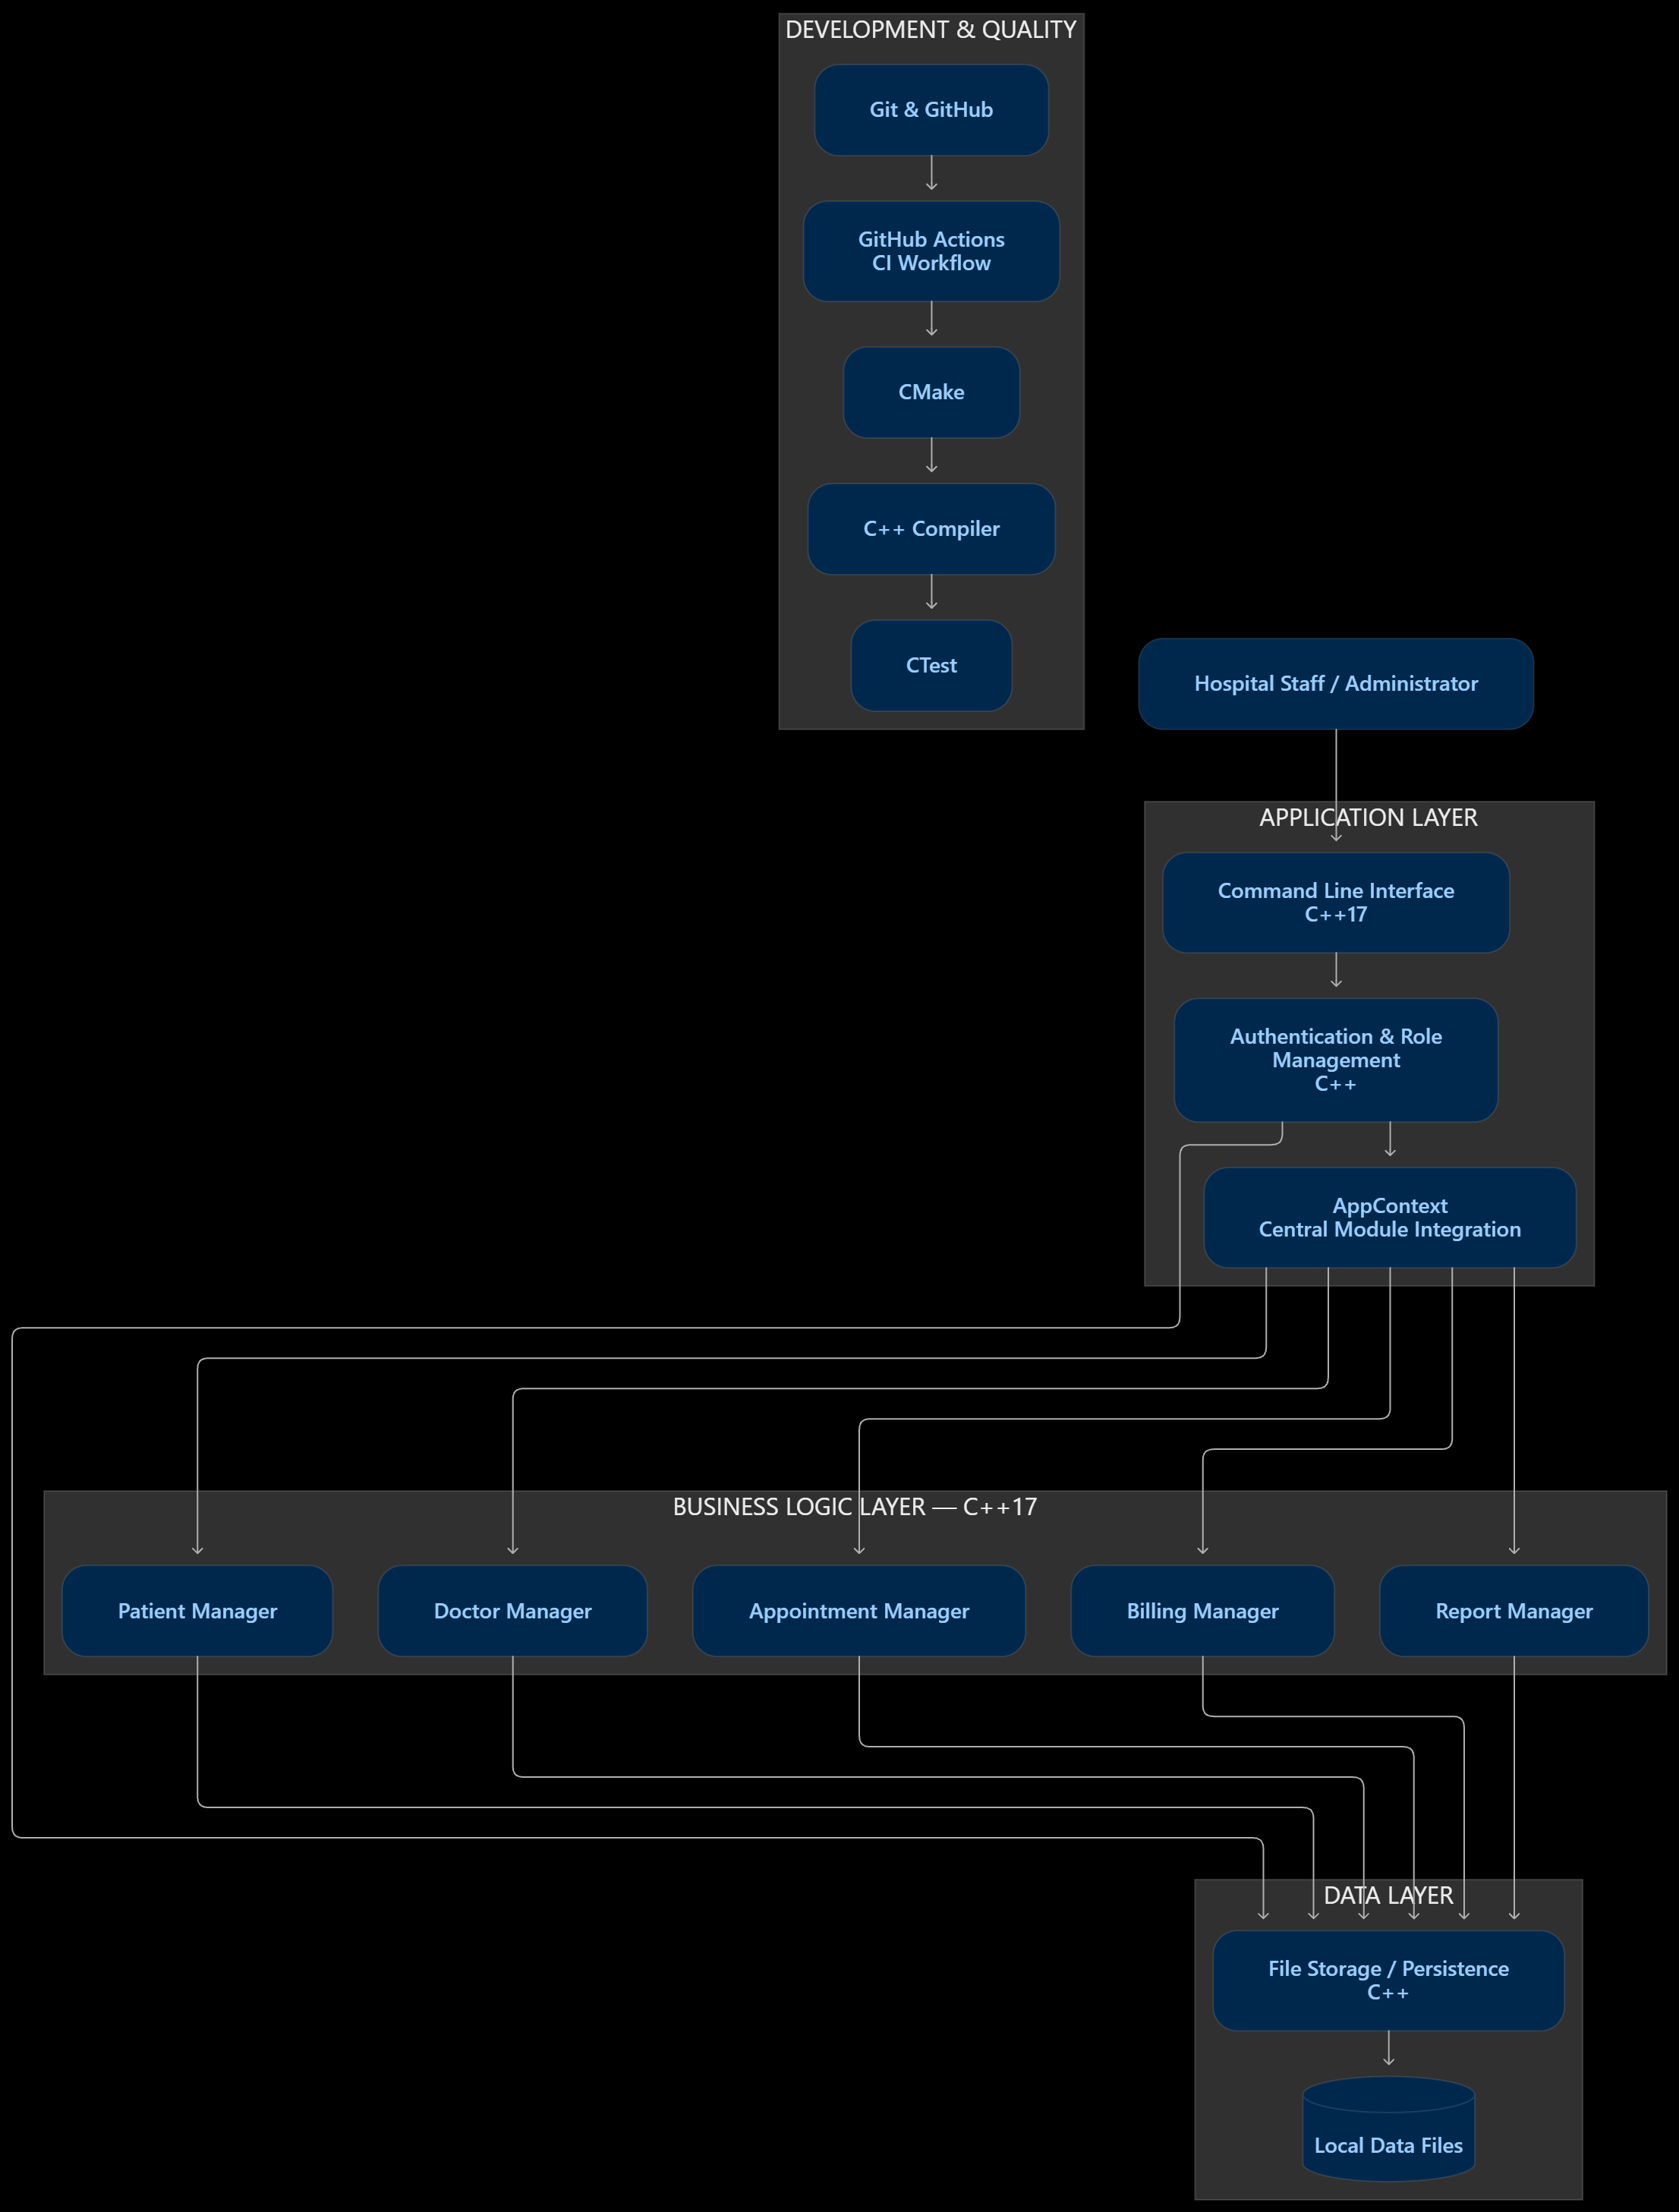 DEVELOPMENT & QUALITY
Git & GitHub
GitHub Actions
CI Workflow
CMake
C++ Compiler
CTest
Hospital Staff / Administrator
APPLICATION LAYER
Command Line Interface
C++17
Authentication & Role
Management
C++
AppContext
Central Module Integration
BUSINESS LOGIC LAYER — C++17
Patient Manager
Doctor Manager
Appointment Manager
Billing Manager
Report Manager
DATA LAYER
File Storage / Persistence
C++
Local Data Files